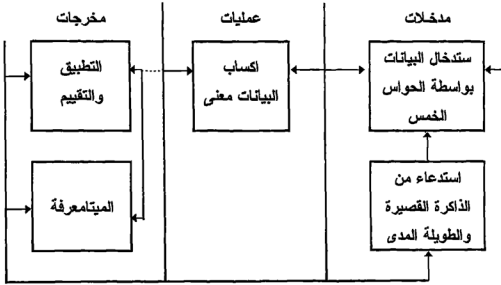 مدخلات
عمليات
مخرجات
ستدخال البيانات
بواسطة الحواس
الخمس
استدعاء من
الذاكرة القصيرة
والطويلة المدى
اكساب
البيانات معنى
التطبيق
والتقييم
الميتامعرفة